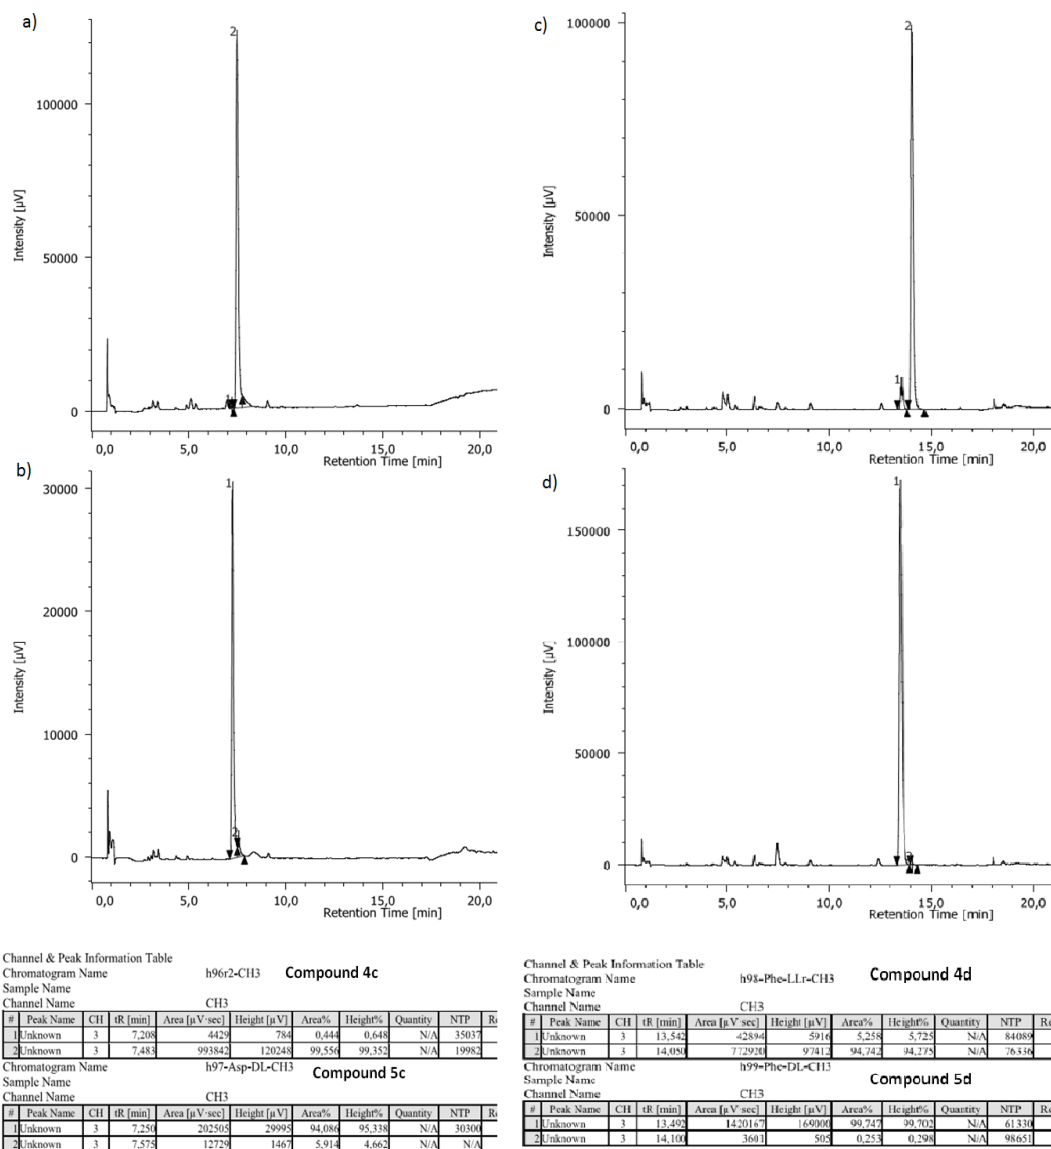 a)
2
100000
50000
0
Intensity [µV]
1
0,0 5,0 10,0 15,0 20,0
Retention Time [min]
b)
1
30000
20000
10000
0
Intensity [µV]
2
0,0 5,0 10,0 15,0 20,0
Retention Time [min]
c)
2
100000
50000
0
Intensity [µV]
1
0,0 5,0 10,0 15,0 20,0
Retention Time [min]
d)
1
150000
100000
50000
0
Intensity [µV]
2
0,0 5,0 10,0 15,0 20,0
Retention Time [min]
Channel & Peak Information Table
Chromatogram Name h96r2-CH3 Compound 4c
Sample Name
Channel Name CH3
# Peak Name CH tR [min] Area [µV·sec] Height [µV] Area% Height% Quantity NTP Re
1 Unknown 3 7,208 4429 784 0,444 0,648 N/A 35037
2 Unknown 3 7,483 993842 120248 99,556 99,352 N/A 19982
Chromatogram Name h97-Asp-DL-CH3 Compound 5c
Sample Name
Channel Name CH3
# Peak Name CH tR [min] Area [µV·sec] Height [µV] Area% Height% Quantity NTP Re
1 Unknown 3 7,250 202505 29995 94,086 95,338 N/A 30300
2 Unknown 3 7,575 12729 1467 5,914 4,662 N/A N/A
Channel & Peak Information Table
Chromatogram Name h98-Phe-LLr-CH3 Compound 4d
Sample Name
Channel Name CH3
# Peak Name CH tR [min] Area [µV·sec] Height [µV] Area% Height% Quantity NTP
1 Unknown 3 13,542 42894 5916 5,258 5,725 N/A 84089
2 Unknown 3 14,050 772920 97412 94,742 94,275 N/A 76336
Chromatogram Name h99-Phe-DL-CH3
Sample Name Compound 5d
Channel Name CH3
# Peak Name CH tR [min] Area [µV·sec] Height [µV] Area% Height% Quantity NTP
1 Unknown 3 13,492 1420167 169000 99,747 99,702 N/A 61330
2 Unknown 3 14,100 3601 505 0,253 0,298 N/A 98651